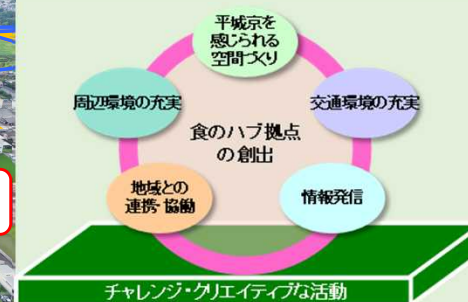 平城京を
感じられる
空間づくり
周辺環境の充実
交通環境の充実
食のハブ拠点
の創出
地域との
連携・協働
情報発信
チャレンジ・クリエイティブな活動